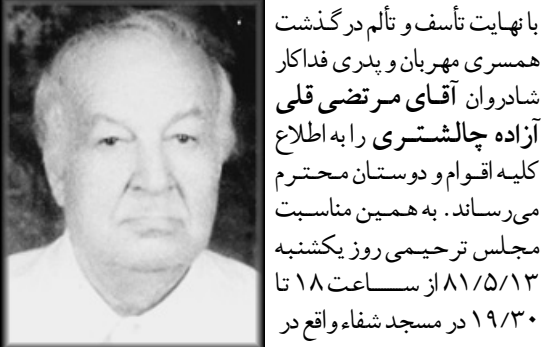 با نهایت تأسف و تألم درگذشت
همسری مهربان و پدری فداکار
شادروان آقای مرتضی قلی
آزاده چالشتری را به اطلاع
کلیه اقوام و دوستان محترم
می‌رساند. به همین مناسبت
مجلس ترحیمی روز یکشنبه
۸۱/۵/۱۳ از ساعت ۱۸ تا
۱۹/۳۰ در مسجد شفاء واقع در